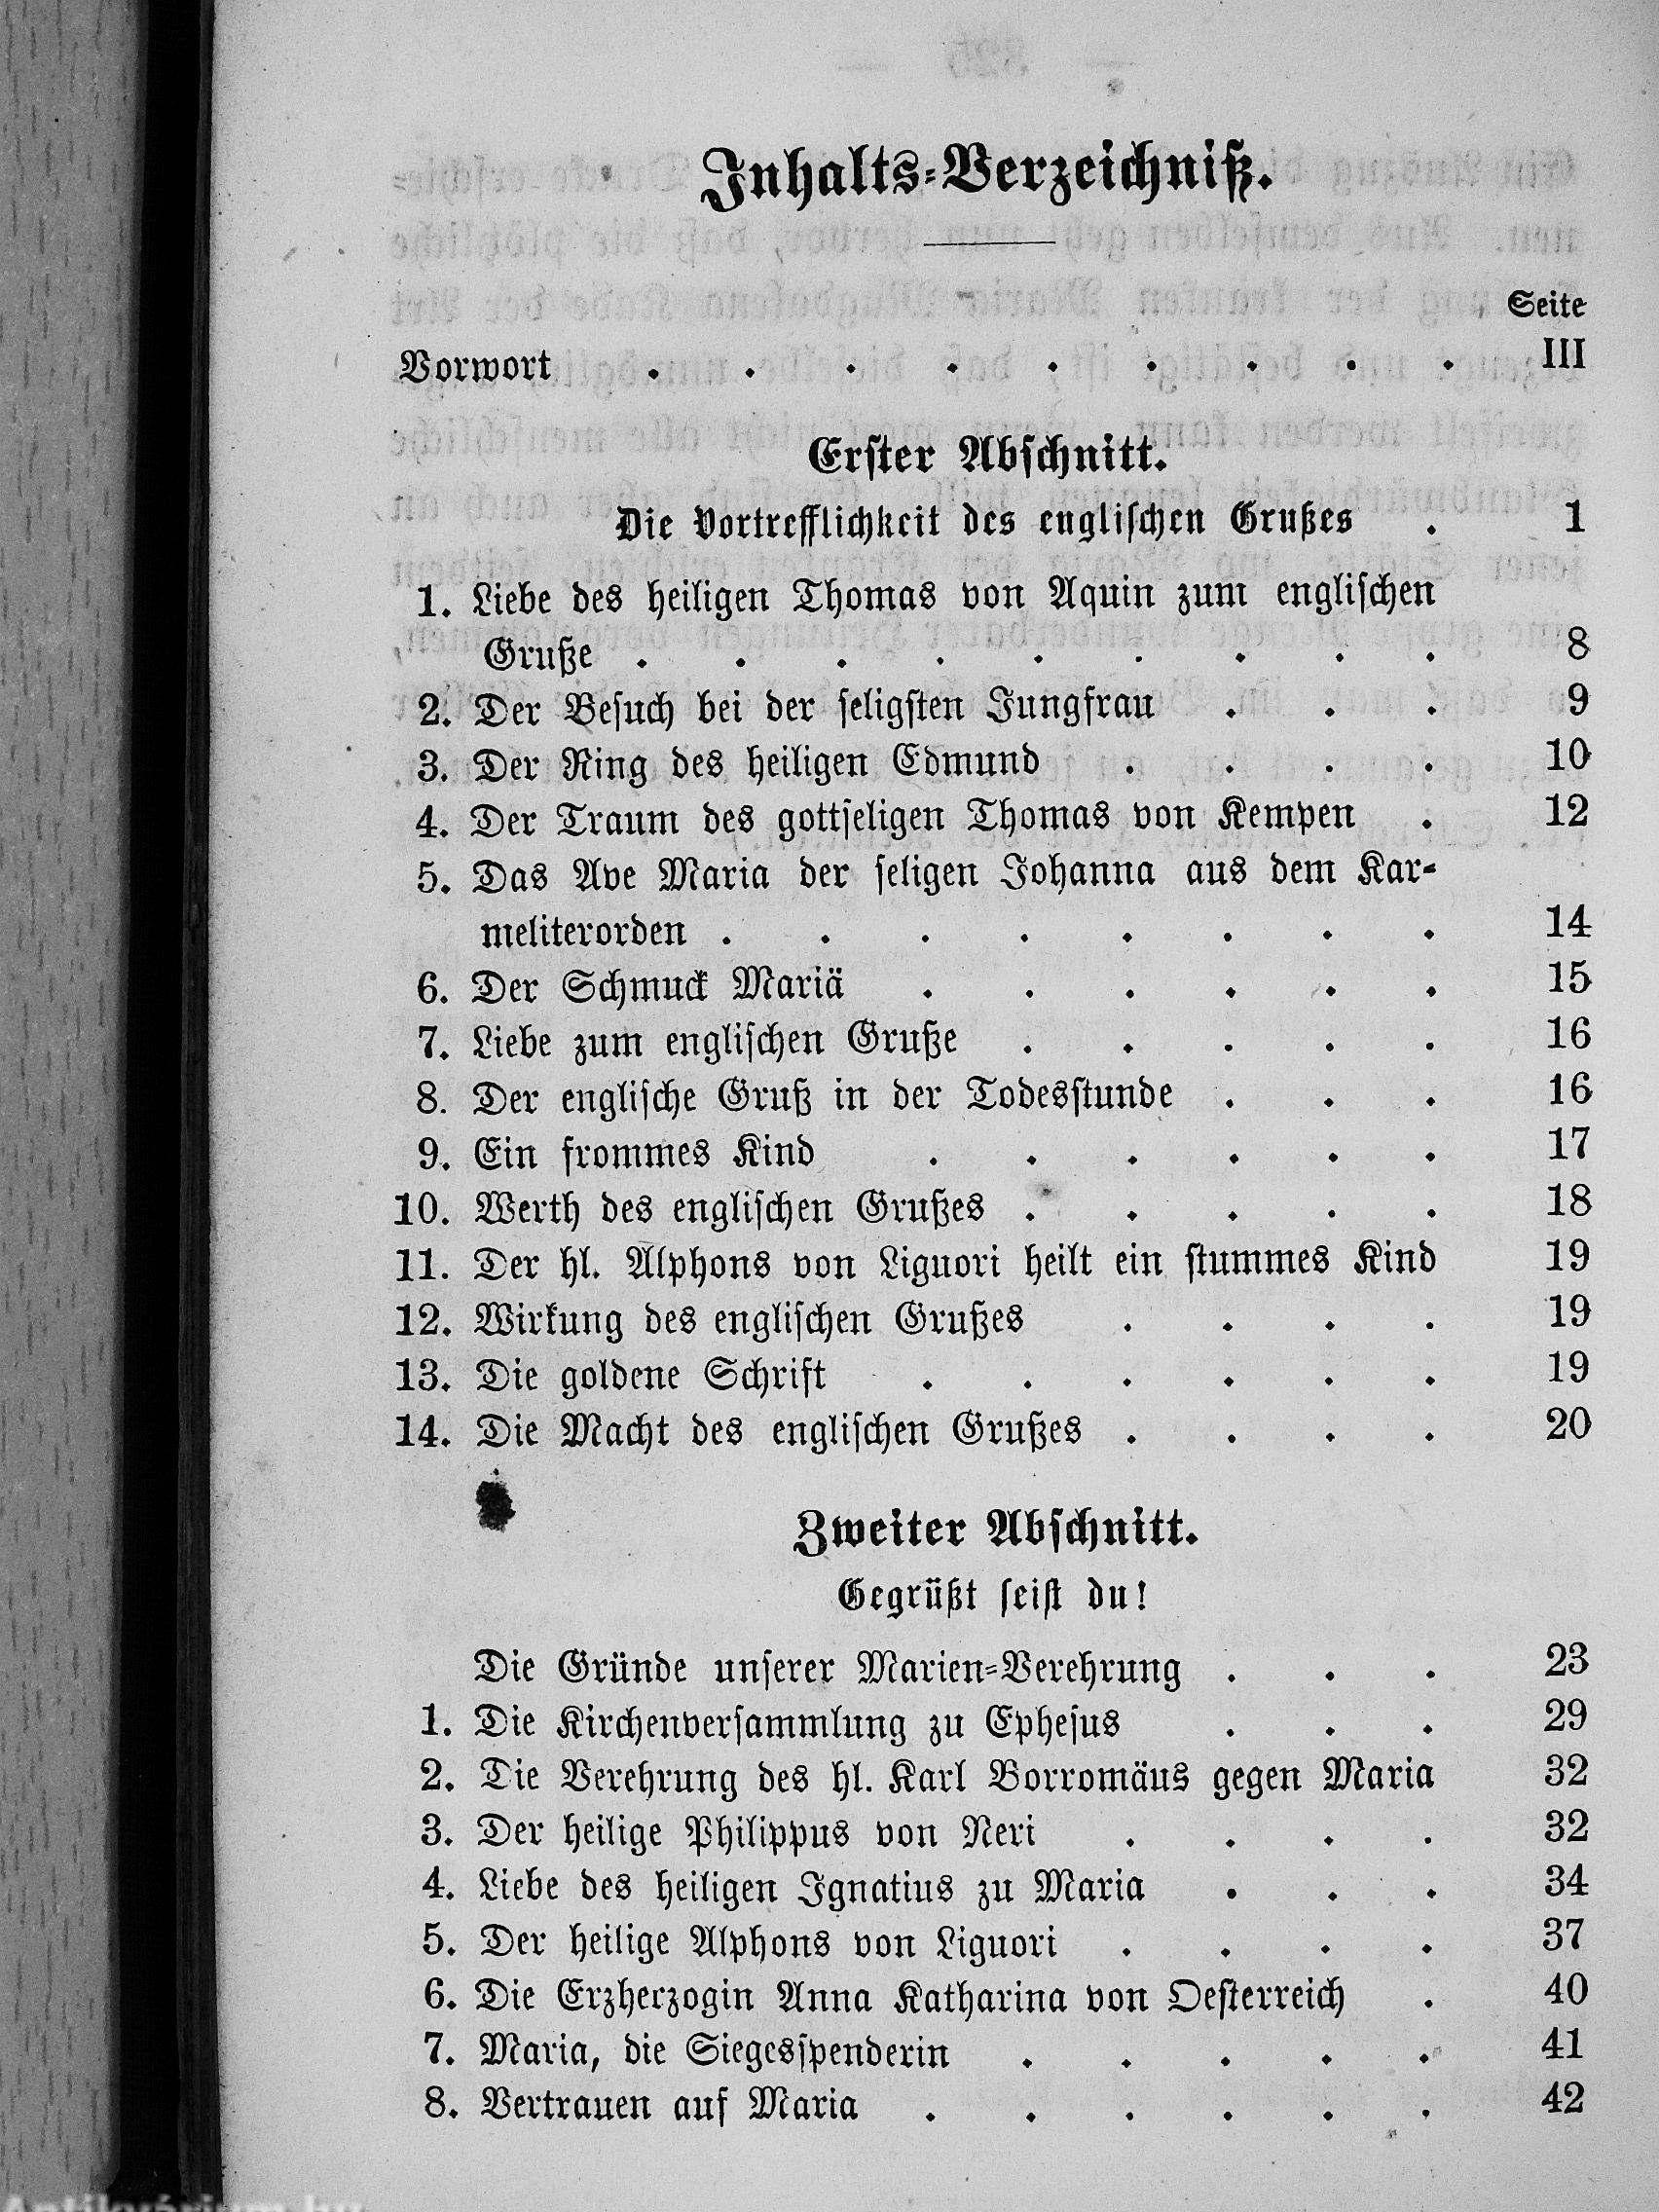 Inhalts-Verzeichniß.
Seite
Vorwort . . . . . . . . . III
Erster Abschnitt.
Die Vortrefflichkeit des englischen Grußes . 1
1. Liebe des heiligen Thomas von Aquin zum englischen
Gruße . . . . . . . . . 8
2. Der Besuch bei der seligsten Jungfrau . . . 9
3. Der Ring des heiligen Edmund . . . . 10
4. Der Traum des gottseligen Thomas von Kempen . 12
5. Das Ave Maria der seligen Johanna aus dem Kar-
meliterorden . . . . . . . . 14
6. Der Schmuck Mariä . . . . . . 15
7. Liebe zum englischen Gruße . . . . . 16
8. Der englische Gruß in der Todesstunde . . . 16
9. Ein frommes Kind . . . . . . 17
10. Werth des englischen Grußes . . . . . 18
11. Der hl. Alphons von Liguori heilt ein stummes Kind 19
12. Wirkung des englischen Grußes . . . . 19
13. Die goldene Schrift . . . . . . 19
14. Die Macht des englischen Grußes . . . . 20
Zweiter Abschnitt.
Gegrüßt seist du!
Die Gründe unserer Marien-Verehrung . . . 23
1. Die Kirchenversammlung zu Ephesus . . . 29
2. Die Verehrung des hl. Karl Borromäus gegen Maria 32
3. Der heilige Philippus von Neri . . . . 32
4. Liebe des heiligen Ignatius zu Maria . . . 34
5. Der heilige Alphons von Liguori . . . . 37
6. Die Erzherzogin Anna Katharina von Oesterreich . 40
7. Maria, die Siegesspenderin . . . . . 41
8. Vertrauen auf Maria . . . . . . 42